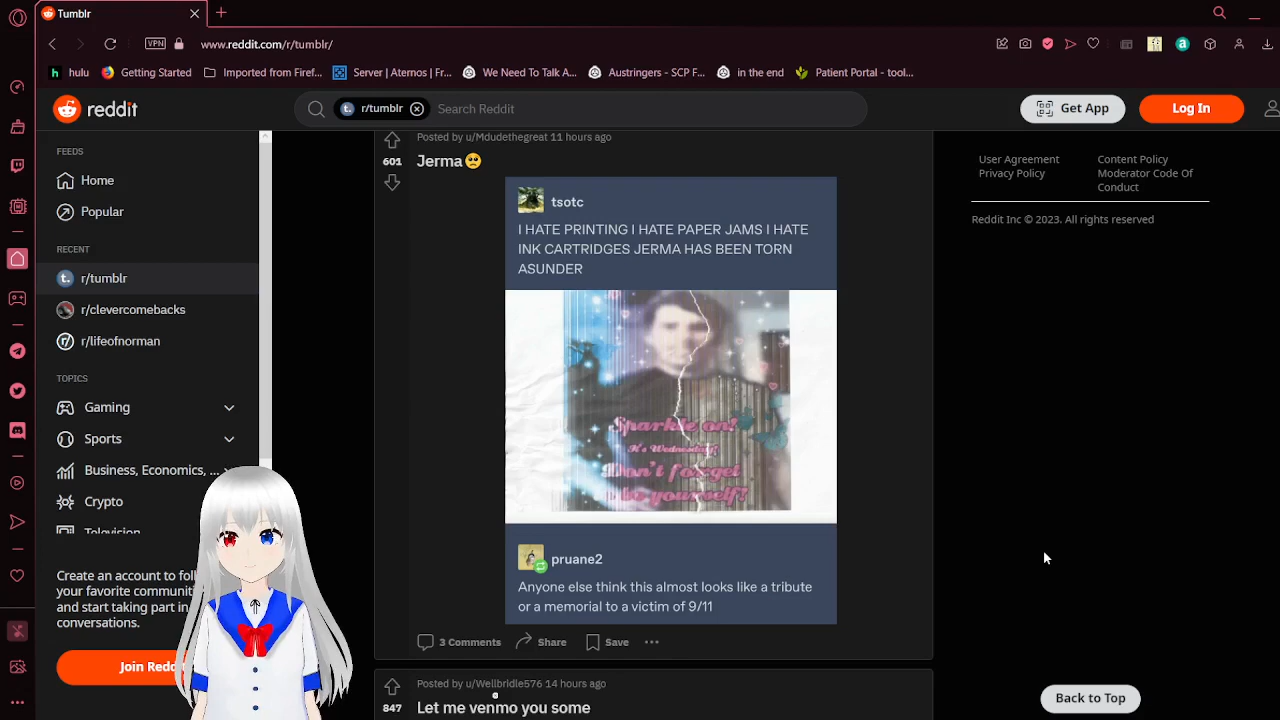 Tumblr
VPN
www.reddit.com/r/tumblr/
h hulu
Getting Started
Imported from Firef...
Server | Aternos | Fr...
We Need To Talk A...
Austringers - SCP F...
in the end
Patient Portal - tool...
reddit
r/tumblr
Search Reddit
Get App
Log In
FEEDS
Home
Popular
RECENT
r/tumblr
r/clevercomebacks
r/lifeofnorman
TOPICS
Gaming
Sports
Business, Economics, ...
Crypto
Television
Create an account to foll
your favorite communit
and start taking part in
conversations.
Join Reddi
Posted by u/Mdudethegreat 11 hours ago
601
Jerma🥺
tsotc
I HATE PRINTING I HATE PAPER JAMS I HATE
INK CARTRIDGES JERMA HAS BEEN TORN
ASUNDER
Sparkle on!
It's Wednesday
Don't forget
be yourself!
pruane2
Anyone else think this almost looks like a tribute
or a memorial to a victim of 9/11
3 Comments
Share
Save
Posted by u/Wellbridle576 14 hours ago
847
Let me venmo you some
User Agreement
Content Policy
Privacy Policy
Moderator Code Of
Conduct
Reddit Inc © 2023. All rights reserved
Back to Top